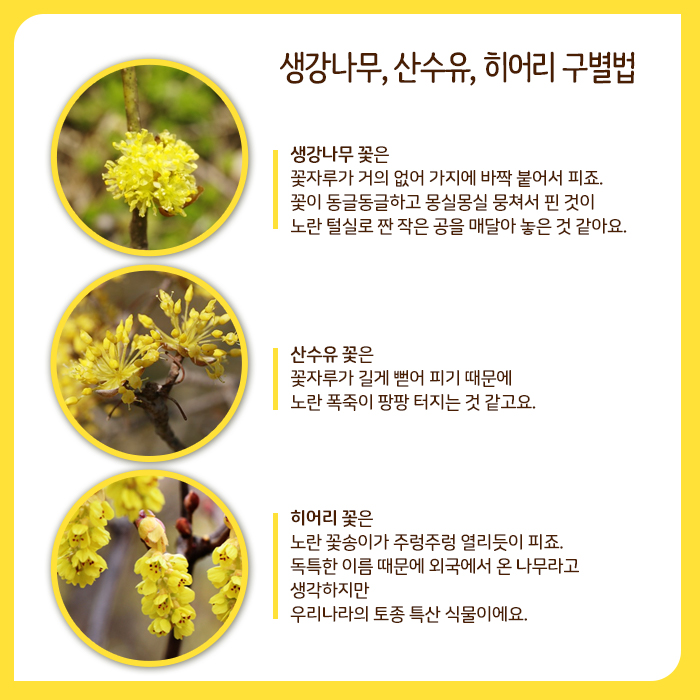 생강나무, 산수유, 히어리 구별법
생강나무 꽃은
꽃자루가 거의 없어 가지에 바짝 붙어서 피죠.
꽃이 동글동글하고 몽실몽실 뭉쳐서 핀 것이
노란 털실로 짠 작은 공을 매달아 놓은 것 같아요.
산수유 꽃은
꽃자루가 길게 뻗어 피기 때문에
노란 폭죽이 팡팡 터지는 것 같고요.
히어리 꽃은
노란 꽃송이가 주렁주렁 열리듯이 피죠.
독특한 이름 때문에 외국에서 온 나무라고
생각하지만
우리나라의 토종 특산 식물이에요.